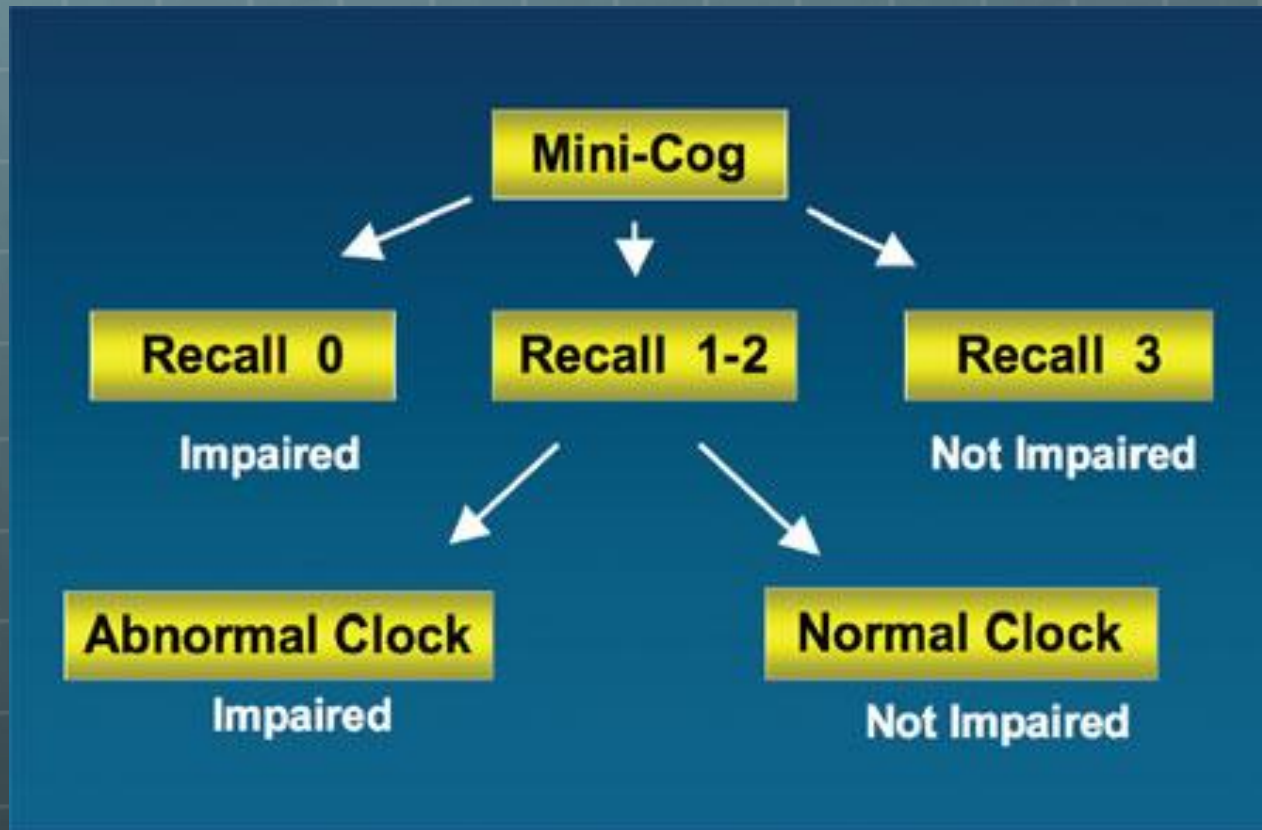 Mini-Cog
Recall 0
Recall 1-2
Recall 3
Impaired
Not Impaired
Abnormal Clock
Normal Clock
Impaired
Not Impaired